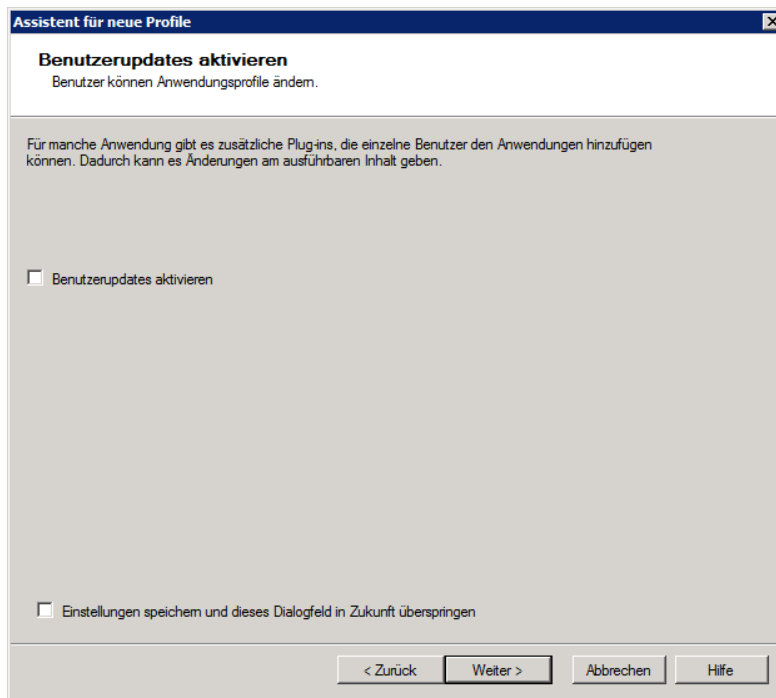 Assistent für neue Profile
Benutzerupdates aktivieren
Benutzer können Anwendungsprofile ändern.
Für manche Anwendung gibt es zusätzliche Plug-ins, die einzelne Benutzer den Anwendungen hinzufügen
können. Dadurch kann es Änderungen am ausführbaren Inhalt geben.
Benutzerupdates aktivieren
Einstellungen speichern und dieses Dialogfeld in Zukunft überspringen
< Zurück Weiter > Abbrechen Hilfe